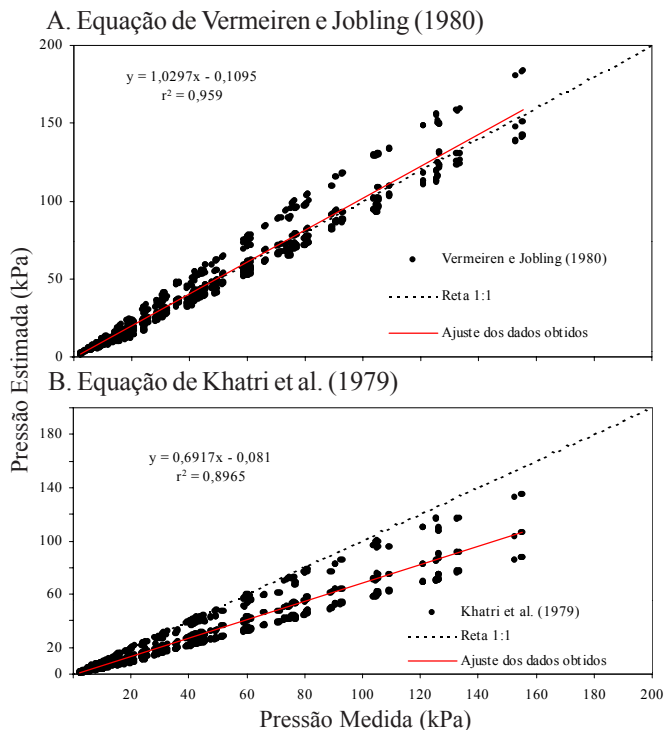 A. Equação de Vermeiren e Jobling (1980)
200
y = 1,0297x - 0,1095
r² = 0,959
150
100
50
0
Vermeiren e Jobling (1980)
Reta 1:1
Ajuste dos dados obtidos
Pressão Estimada (kPa)
B. Equação de Khatri et al. (1979)
180
y = 0,6917x - 0,081
r² = 0,8965
140
100
60
20
0
Khatri et al. (1979)
Reta 1:1
Ajuste dos dados obtidos
20 40 60 80 100 120 140 160 180 200
Pressão Medida (kPa)